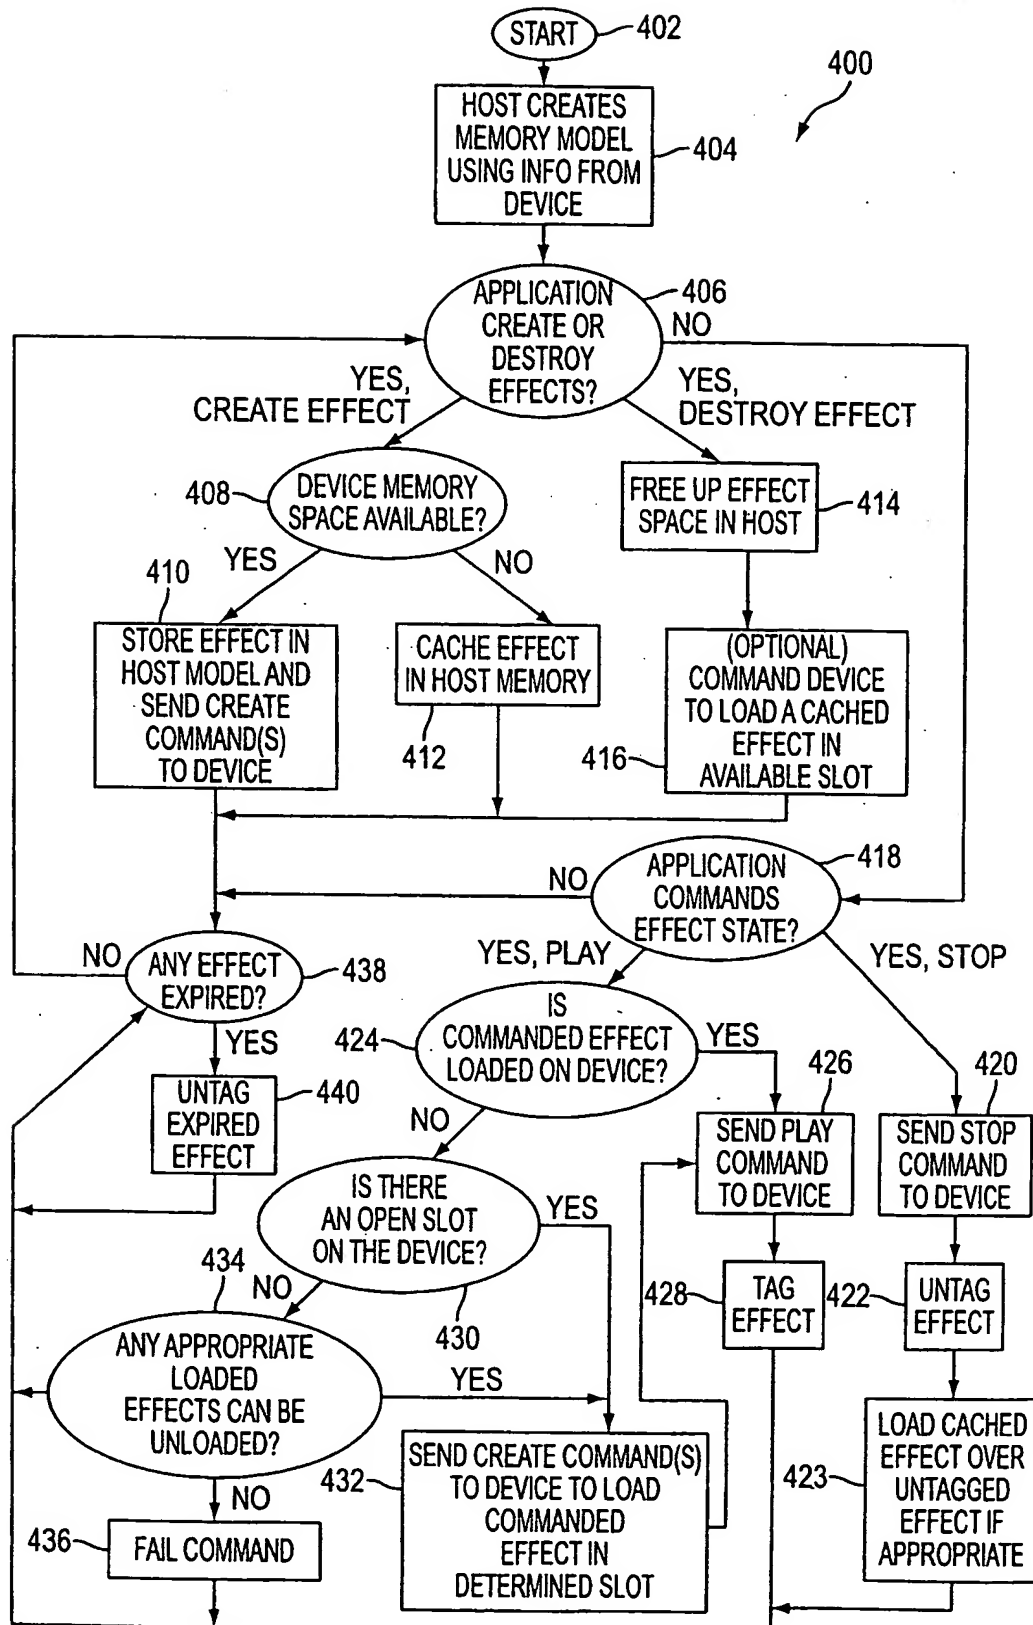 START
402
400
HOST CREATES
MEMORY MODEL
USING INFO FROM
DEVICE
404
APPLICATION
CREATE OR
DESTROY
EFFECTS?
406
NO
YES,
CREATE EFFECT
YES,
DESTROY EFFECT
408
DEVICE MEMORY
SPACE AVAILABLE?
FREE UP EFFECT
SPACE IN HOST
414
YES
NO
410
STORE EFFECT IN
HOST MODEL AND
SEND CREATE
COMMAND(S)
TO DEVICE
CACHE EFFECT
IN HOST MEMORY
412
(OPTIONAL)
COMMAND DEVICE
TO LOAD A CACHED
EFFECT IN
AVAILABLE SLOT
416
APPLICATION
COMMANDS
EFFECT STATE?
418
NO
YES, PLAY
YES, STOP
NO
ANY EFFECT
EXPIRED?
438
YES
UNTAG
EXPIRED
EFFECT
440
424
IS
COMMANDED EFFECT
LOADED ON DEVICE?
YES
NO
426
SEND PLAY
COMMAND
TO DEVICE
420
SEND STOP
COMMAND
TO DEVICE
IS THERE
AN OPEN SLOT
ON THE DEVICE?
YES
NO
430
428
TAG
EFFECT
422
UNTAG
EFFECT
434
ANY APPROPRIATE
LOADED
EFFECTS CAN BE
UNLOADED?
YES
NO
432
SEND CREATE COMMAND(S)
TO DEVICE TO LOAD
COMMANDED
EFFECT IN
DETERMINED SLOT
423
LOAD CACHED
EFFECT OVER
UNTAGGED
EFFECT IF
APPROPRIATE
436
FAIL COMMAND